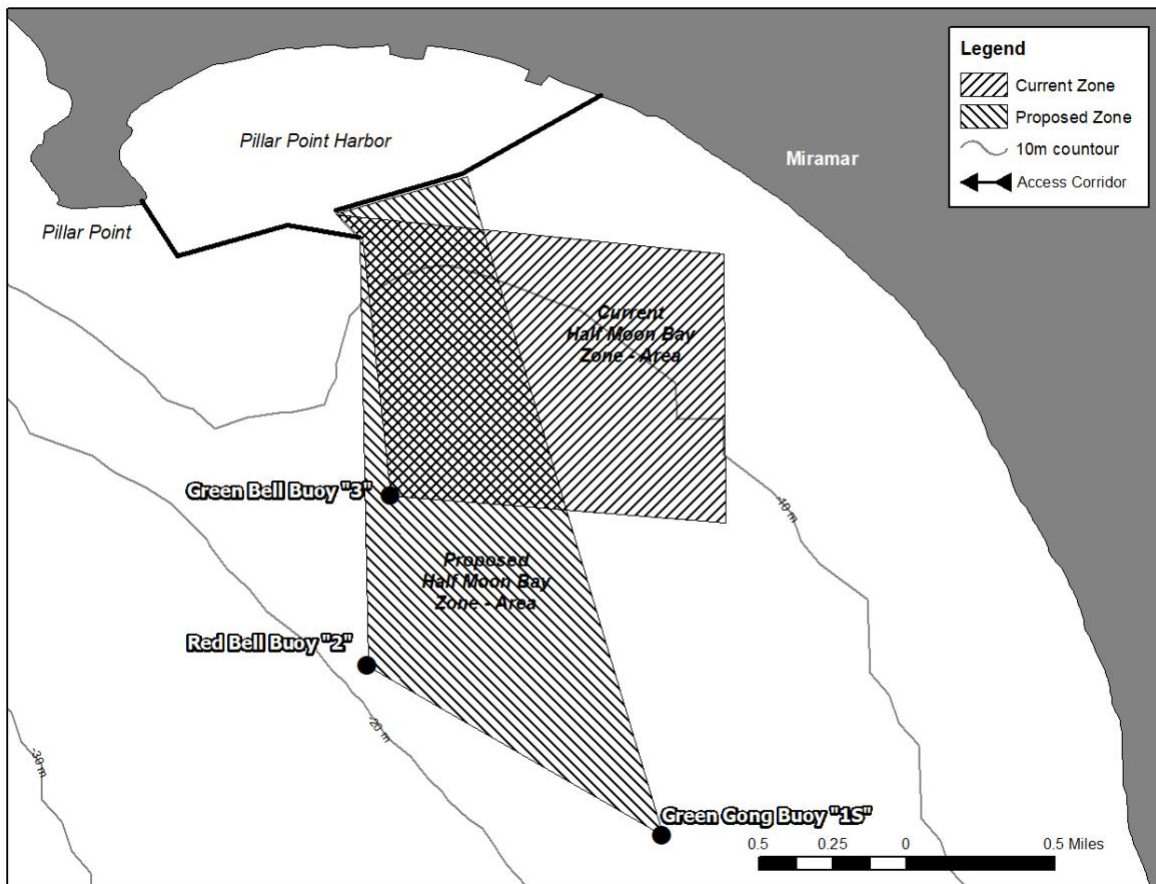 Legend
Current Zone
Proposed Zone
10m countour
Access Corridor
Pillar Point Harbor
Miramar
Pillar Point
Current
Half Moon Bay
Zone - Area
Green Bell Buoy "3"
-10 m
Proposed
Half Moon Bay
Zone - Area
Red Bell Buoy "2"
-20 m
-30 m
Green Gong Buoy "1S"
0.5 0.25 0 0.5 Miles